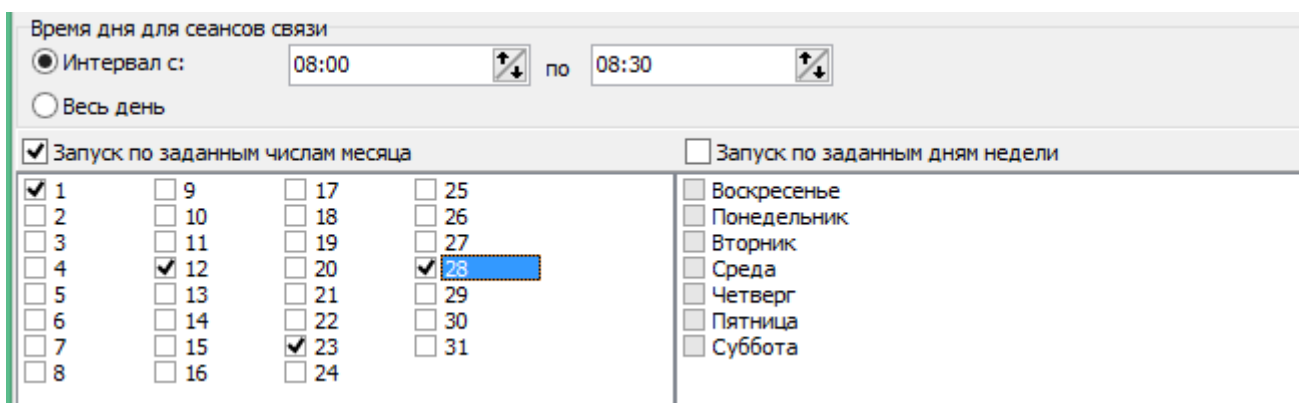 Время дня для сеансов связи
Интервал с: 08:00 по 08:30
Весь день
Запуск по заданным числам месяца Запуск по заданным дням недели
1 9 17 25 Воскресенье
2 10 18 26 Понедельник
3 11 19 27 Вторник
4 12 20 28 Среда
5 13 21 29 Четверг
6 14 22 30 Пятница
7 15 23 31 Суббота
8 16 24